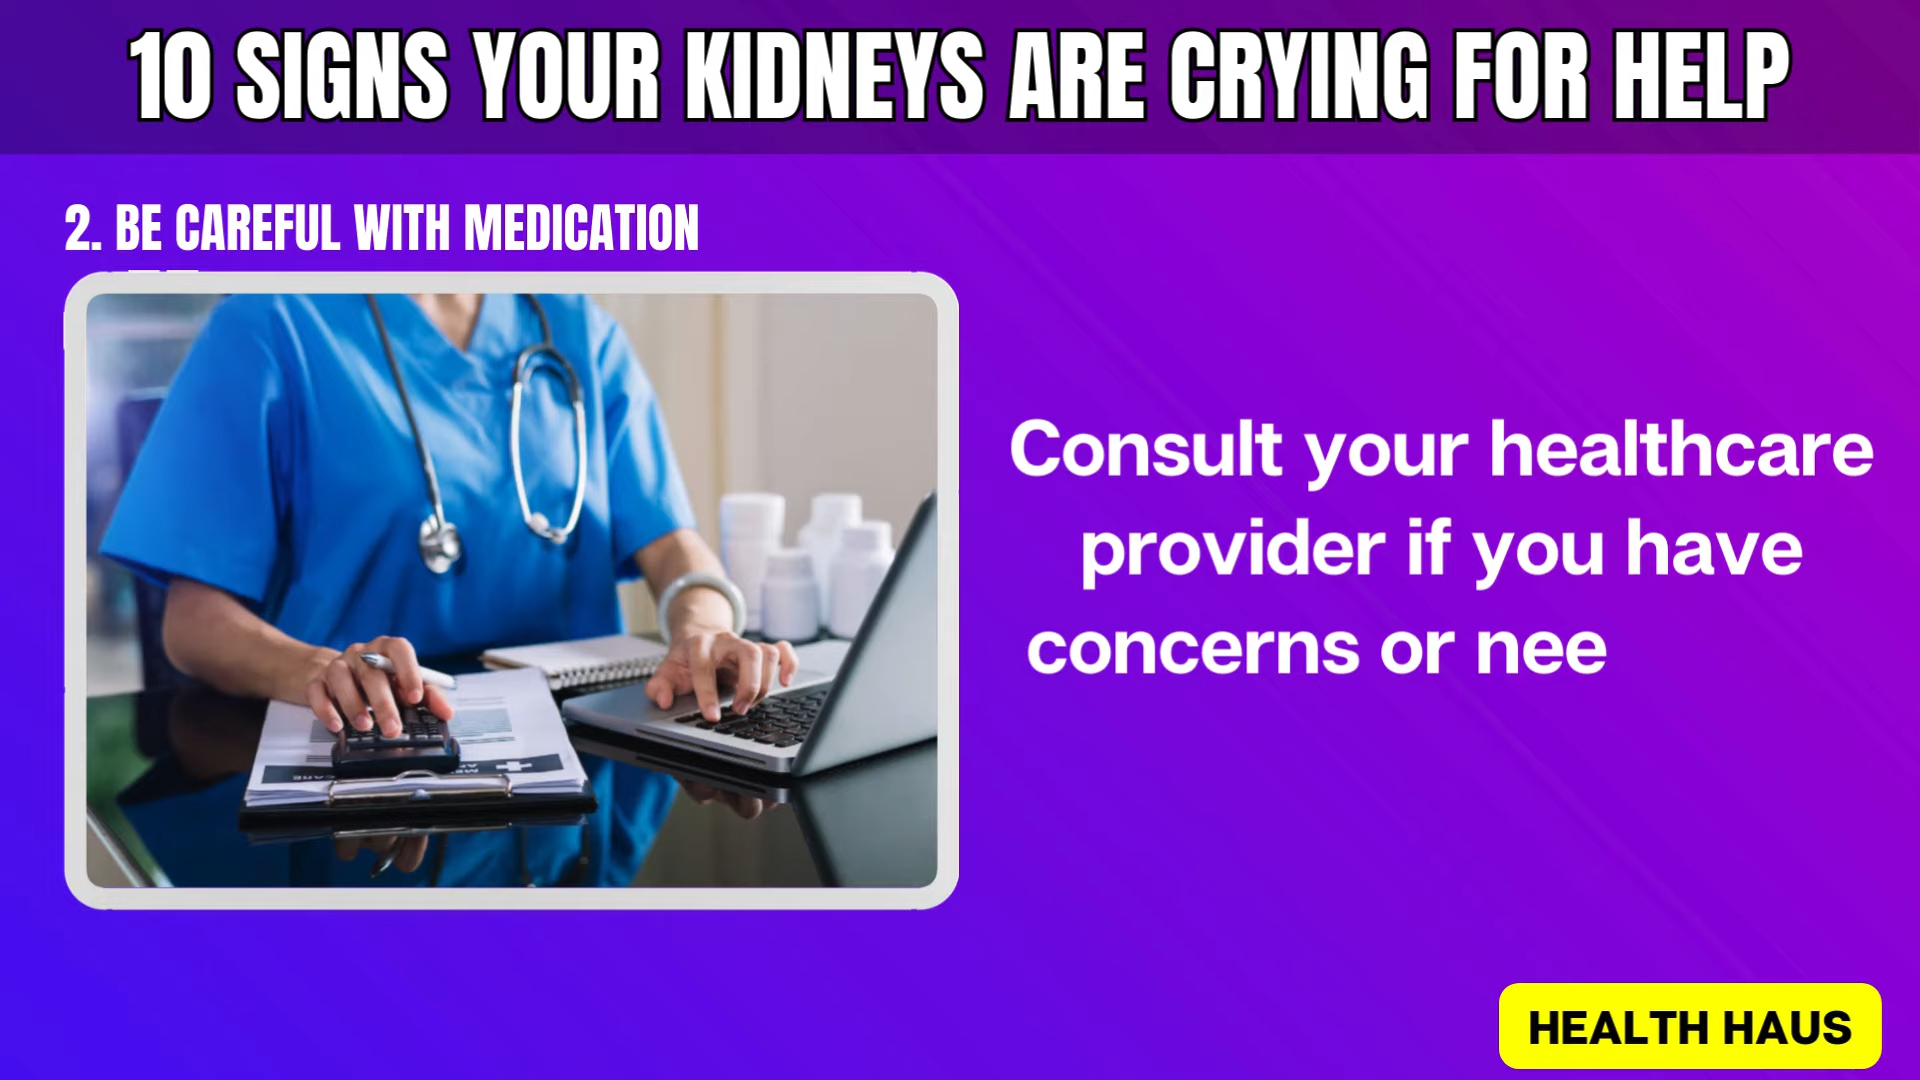 10 SIGNS YOUR KIDNEYS ARE CRYING FOR HELP
2. BE CAREFUL WITH MEDICATION
Consult your healthcare
provider if you have
concerns or nee
HEALTH HAUS